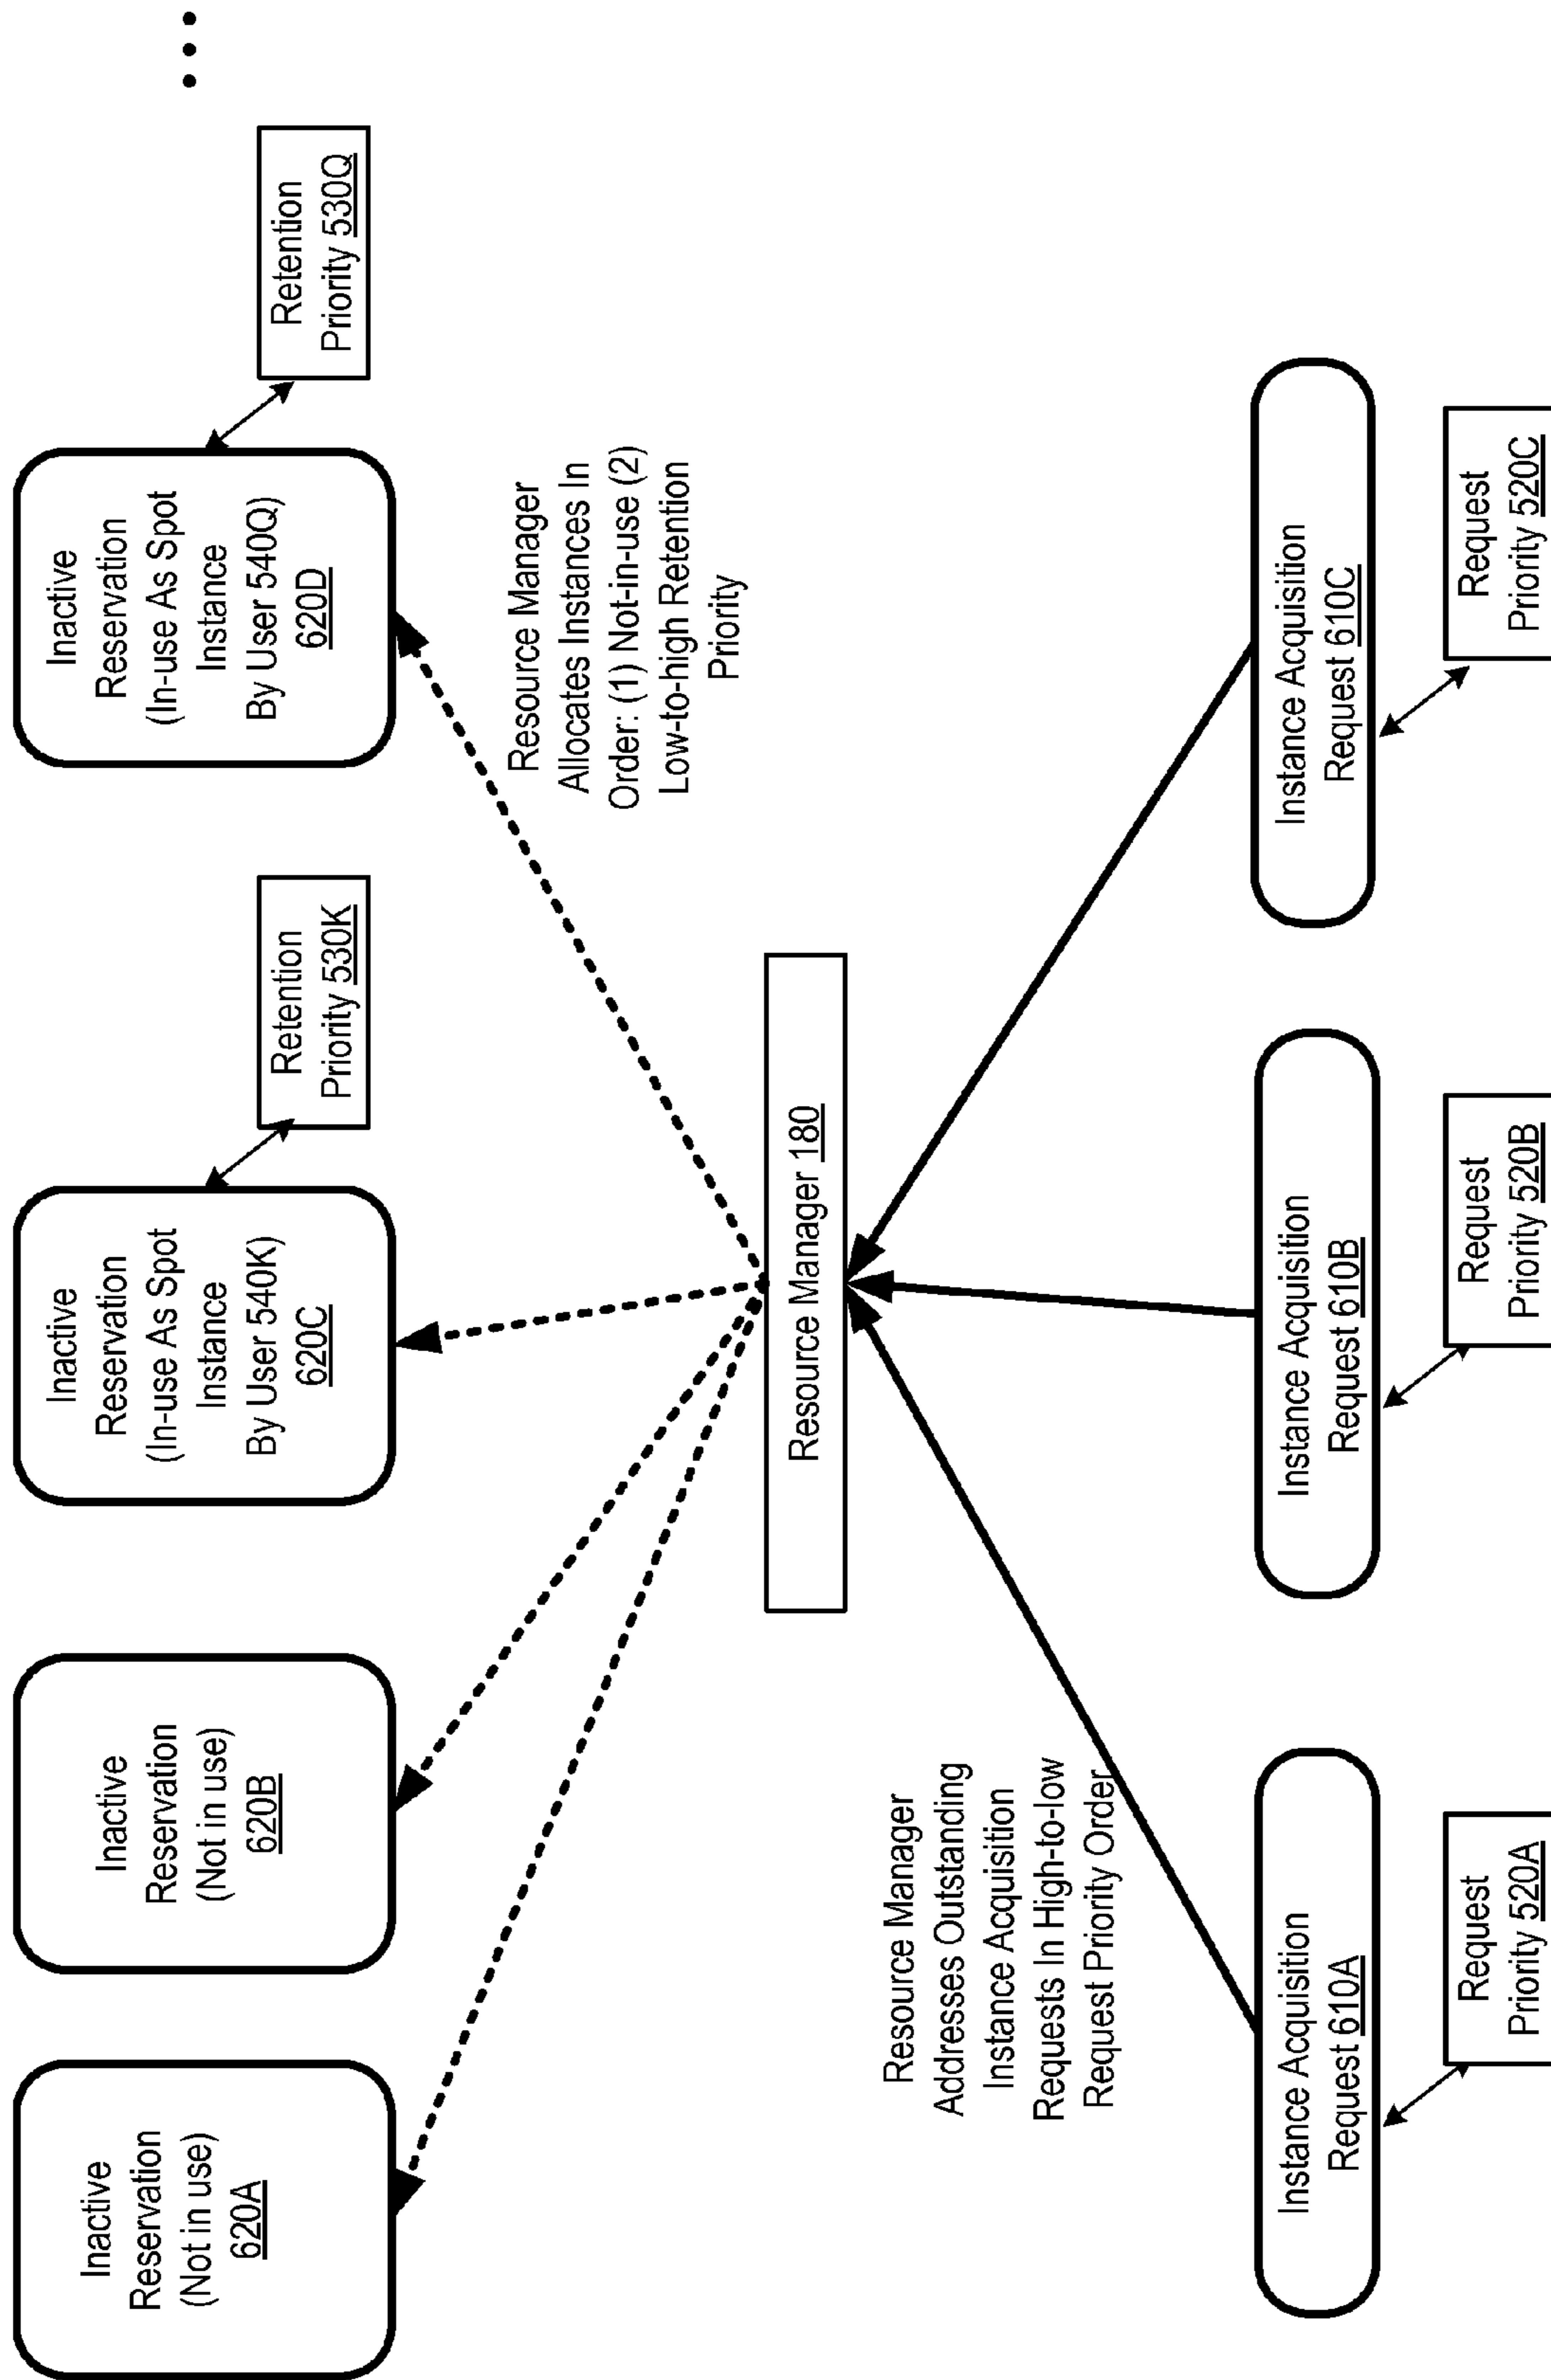 Inactive
Reservation
(Not in use)
620A
Inactive
Reservation
(Not in use)
620B
Inactive
Reservation
(In-use As Spot
Instance
By User 540K)
620C
Retention
Priority 530K
Inactive
Reservation
(In-use As Spot
Instance
By User 540Q)
620D
Retention
Priority 530Q
...
Resource Manager
Allocates Instances In
Order: (1) Not-in-use (2)
Low-to-high Retention
Priority
Resource Manager 180
Resource Manager
Addresses Outstanding
Instance Acquisition
Requests In High-to-low
Request Priority Order
Instance Acquisition
Request 610A
Request
Priority 520A
Instance Acquisition
Request 610B
Request
Priority 520B
Instance Acquisition
Request 610C
Request
Priority 520C